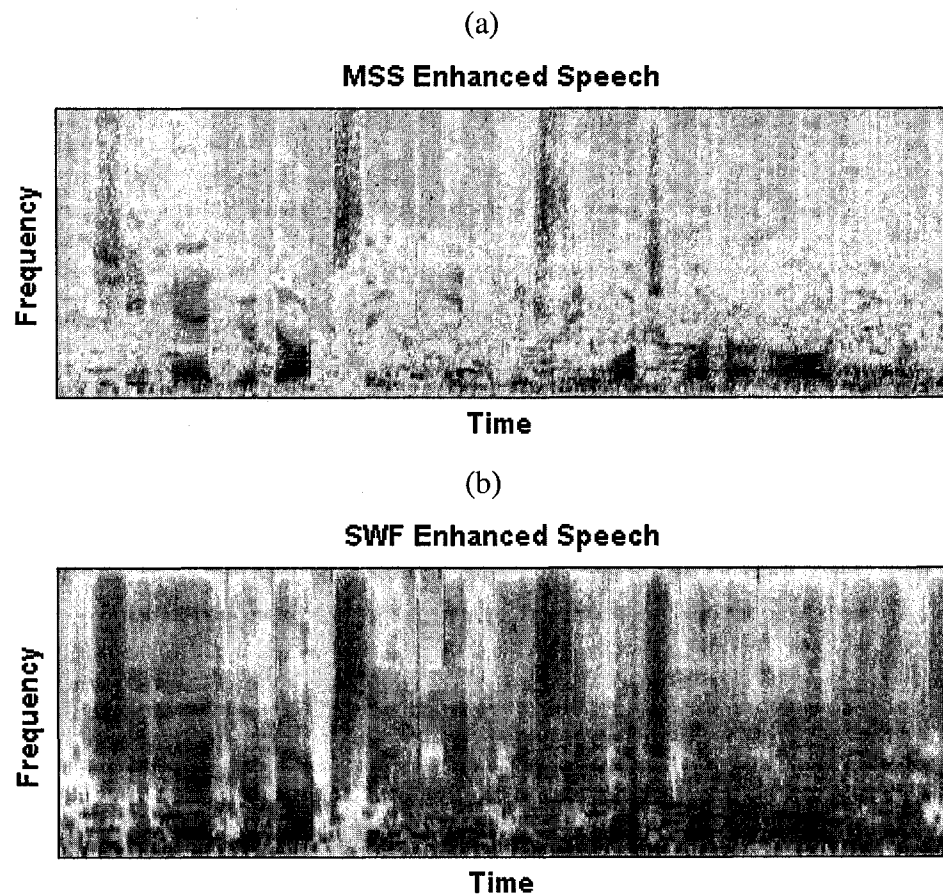 (a)
MSS Enhanced Speech
Frequency
Time
(b)
SWF Enhanced Speech
Frequency
Time